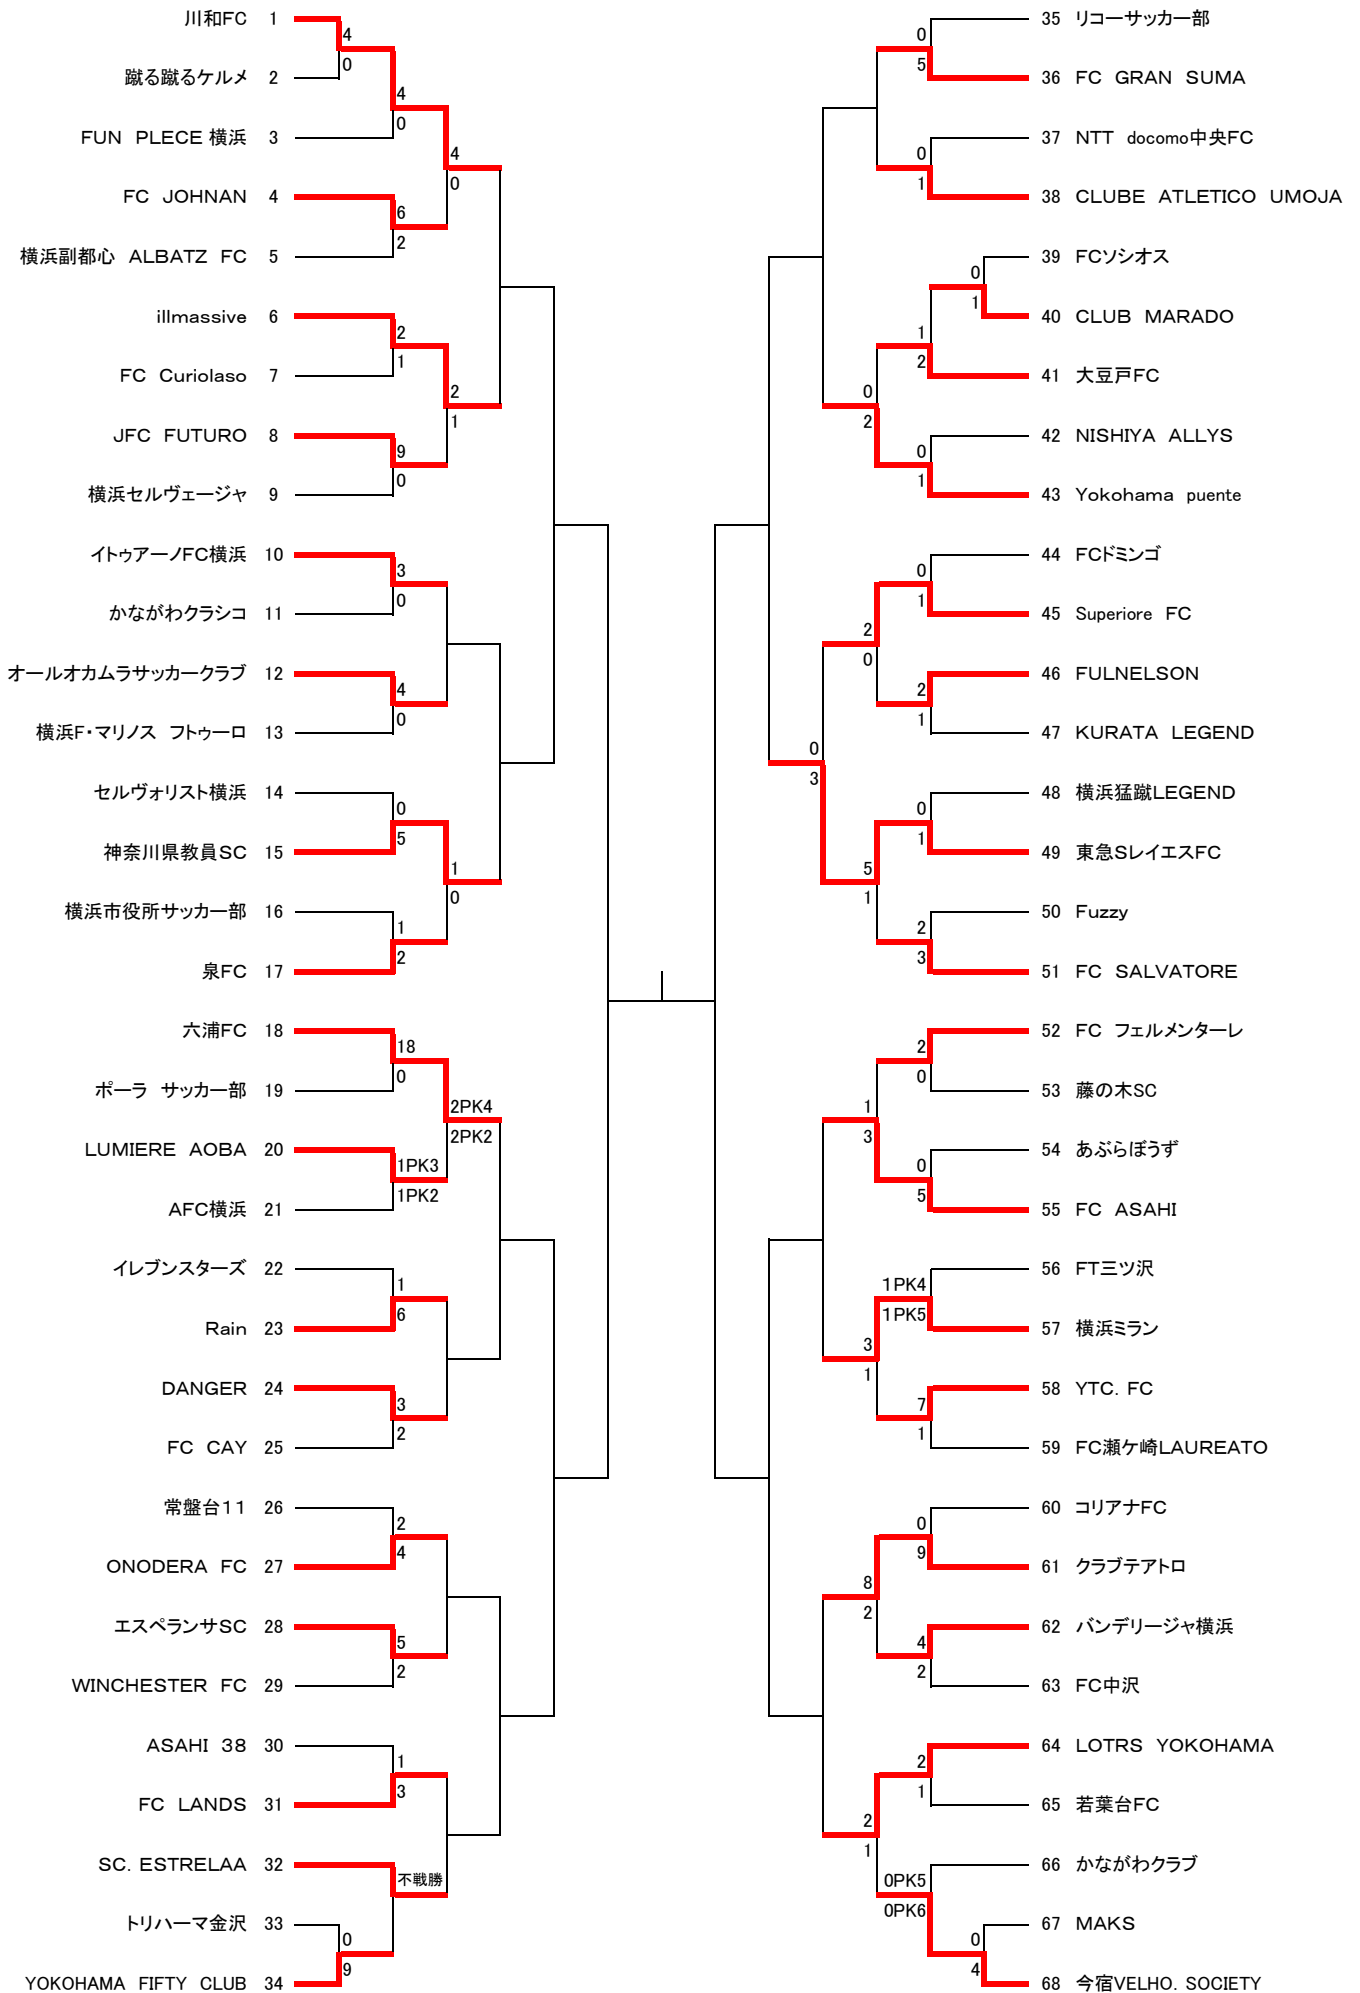 川和FC 1
4
0
蹴る蹴るケルメ 2
4
0
FUN PLECE 横浜 3
4
0
FC JOHNAN 4
6
2
横浜副都心 ALBATZ FC 5
illmassive 6
2
1
FC Curiolaso 7
2
1
JFC FUTURO 8
9
0
横浜セルヴェージャ 9
イトゥアーノFC横浜 10
3
0
かながわクラシコ 11
オールオカムラサッカークラブ 12
4
0
横浜F・マリノス フトゥーロ 13
セルヴォリスト横浜 14
0
5
神奈川県教員SC 15
1
0
横浜市役所サッカー部 16
1
2
泉FC 17
六浦FC 18
18
0
ポーラ サッカー部 19
2PK4
2PK2
LUMIERE AOBA 20
1PK3
1PK2
AFC横浜 21
イレブンスターズ 22
1
6
Rain 23
DANGER 24
3
2
FC CAY 25
常盤台11 26
2
4
ONODERA FC 27
エスペランサSC 28
5
2
WINCHESTER FC 29
ASAHI 38 30
1
3
FC LANDS 31
SC. ESTRELAA 32
不戦勝
トリハーマ金沢 33
0
9
YOKOHAMA FIFTY CLUB 34
35 リコーサッカー部
0
5
36 FC GRAN SUMA
37 NTT docomo中央FC
0
1
38 CLUBE ATLETICO UMOJA
39 FCソシオス
0
1
40 CLUB MARADO
1
2
41 大豆戸FC
0
2
42 NISHIYA ALLYS
0
1
43 Yokohama puente
44 FCドミンゴ
0
1
45 Superiore FC
2
0
46 FULNELSON
2
1
47 KURATA LEGEND
0
3
48 横浜猛蹴LEGEND
0
1
49 東急SレイエスFC
5
1
50 Fuzzy
2
3
51 FC SALVATORE
52 FC フェルメンターレ
2
0
53 藤の木SC
1
3
54 あぶらぼうず
0
5
55 FC ASAHI
56 FT三ツ沢
1PK4
1PK5
57 横浜ミラン
3
1
58 YTC. FC
7
1
59 FC瀬ケ崎LAUREATO
60 コリアナFC
0
9
61 クラブテアトロ
8
2
62 バンデリージャ横浜
4
2
63 FC中沢
64 LOTRS YOKOHAMA
2
1
65 若葉台FC
2
1
66 かながわクラブ
0PK5
0PK6
67 MAKS
0
4
68 今宿VELHO. SOCIETY